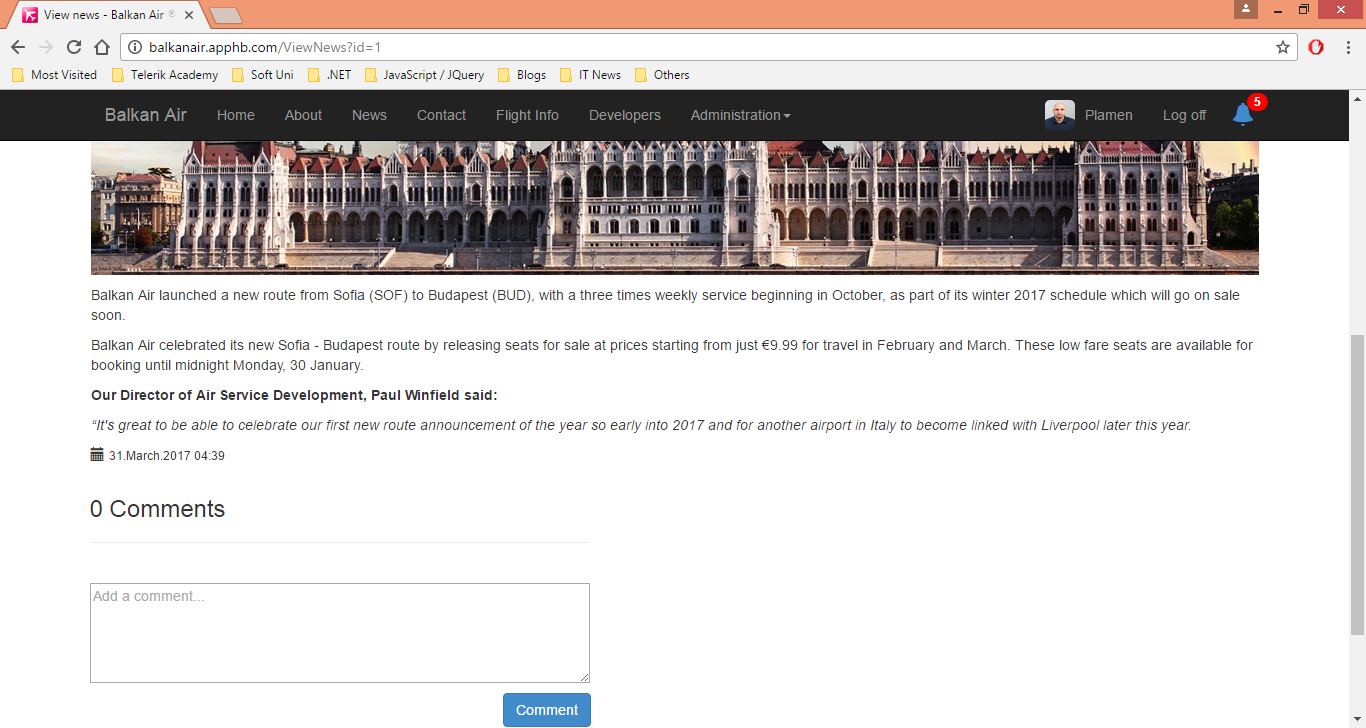 View news - Balkan Air ©
balkanair.apphb.com/ViewNews?id=1
Most Visited Telerik Academy Soft Uni .NET JavaScript / JQuery Blogs IT News Others
Balkan Air Home About News Contact Flight Info Developers Administration Plamen Log off 5
Balkan Air launched a new route from Sofia (SOF) to Budapest (BUD), with a three times weekly service beginning in October, as part of its winter 2017 schedule which will go on sale
soon.
Balkan Air celebrated its new Sofia - Budapest route by releasing seats for sale at prices starting from just €9.99 for travel in February and March. These low fare seats are available for
booking until midnight Monday, 30 January.
Our Director of Air Service Development, Paul Winfield said:
“It's great to be able to celebrate our first new route announcement of the year so early into 2017 and for another airport in Italy to become linked with Liverpool later this year.
31.March.2017 04:39
0 Comments
Add a comment...
Comment